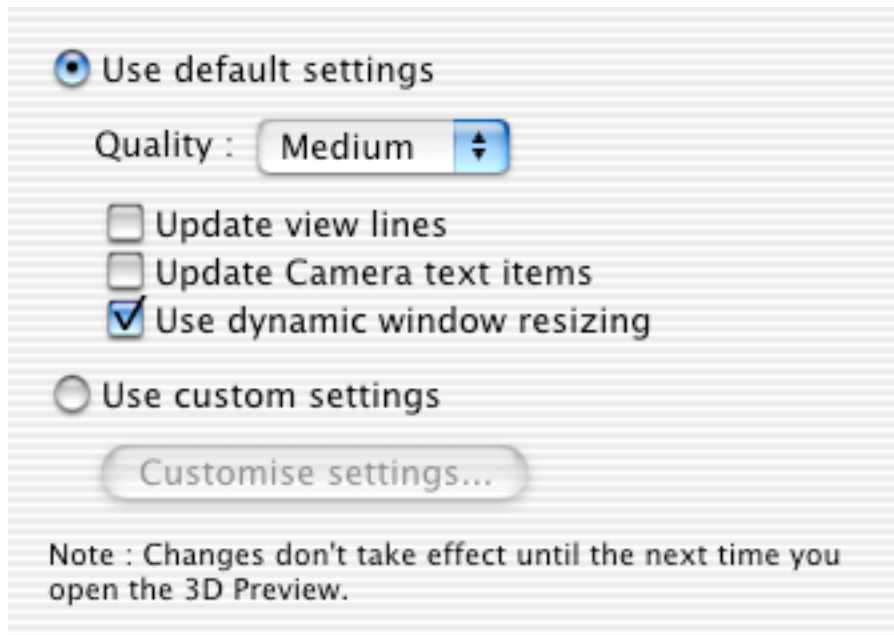 Use default settings
Quality : Medium
Update view lines
Update Camera text items
Use dynamic window resizing
Use custom settings
Customise settings...
Note : Changes don't take effect until the next time you
open the 3D Preview.